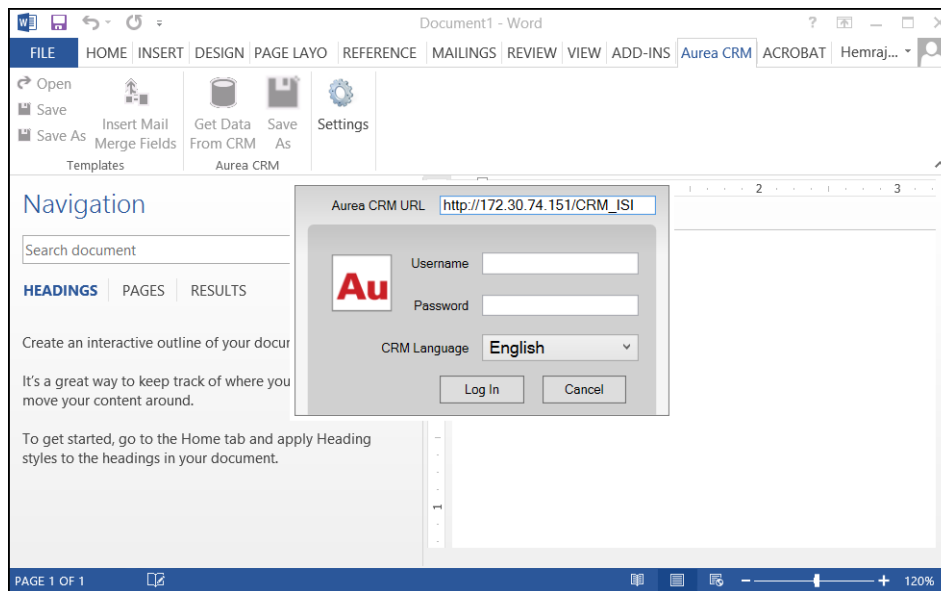 Document1 - Word
FILE HOME INSERT DESIGN PAGE LAYO REFERENCE MAILINGS REVIEW VIEW ADD-INS Aurea CRM ACROBAT Hemraj...
Open
Save
Save As
Insert Mail
Merge Fields
Templates
Get Data
From CRM
Save
As
Aurea CRM
Settings
Navigation
Search document
HEADINGS PAGES RESULTS
Create an interactive outline of your docur
It's a great way to keep track of where you
move your content around.
To get started, go to the Home tab and apply Heading
styles to the headings in your document.
2 3
1
Aurea CRM URL http://172.30.74.151/CRM_ISI
Au
Username
Password
CRM Language English
Log In Cancel
PAGE 1 OF 1 120%